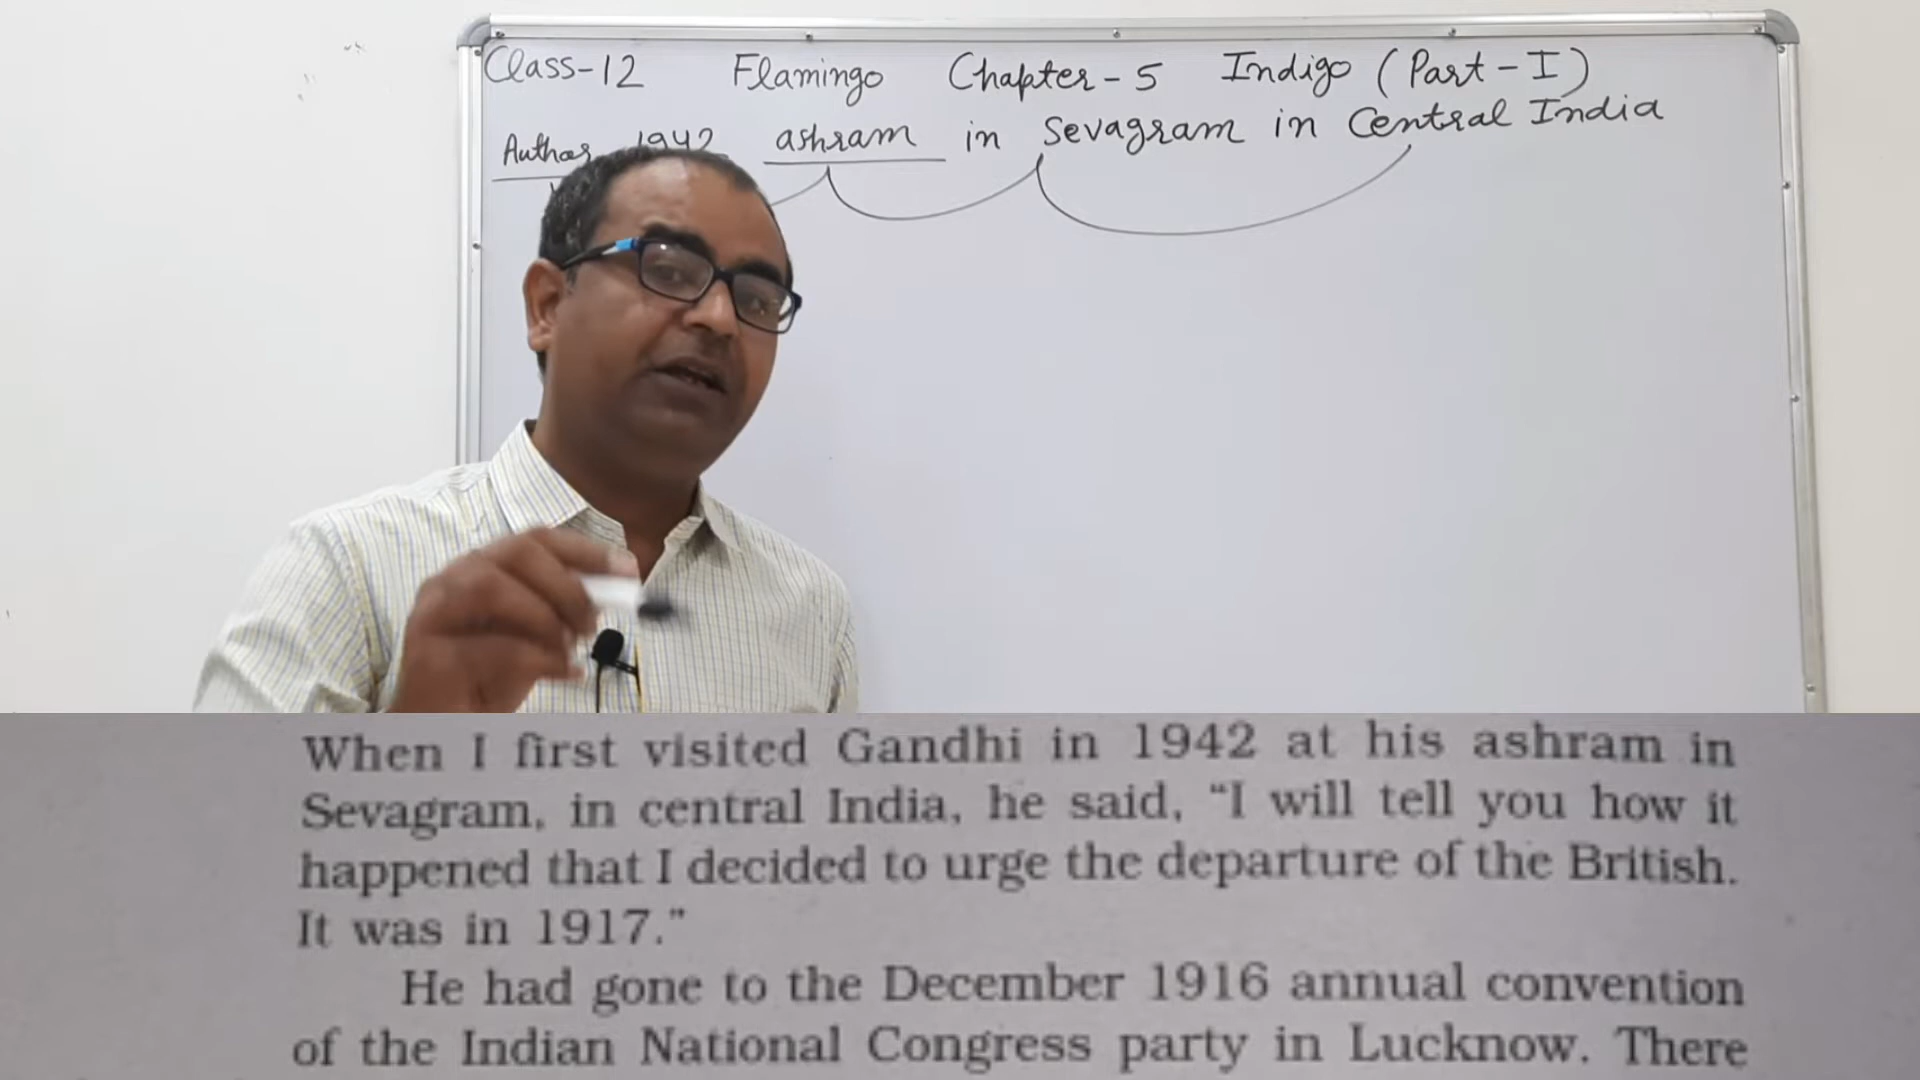 Class-12 Flamingo Chapter-5 Indigo (Part-I)
Author 1942 ashram in Sevagram in Central India
When I first visited Gandhi in 1942 at his ashram in
Sevagram, in central India, he said, “I will tell you how it
happened that I decided to urge the departure of the British.
It was in 1917.”
He had gone to the December 1916 annual convention
of the Indian National Congress party in Lucknow. There